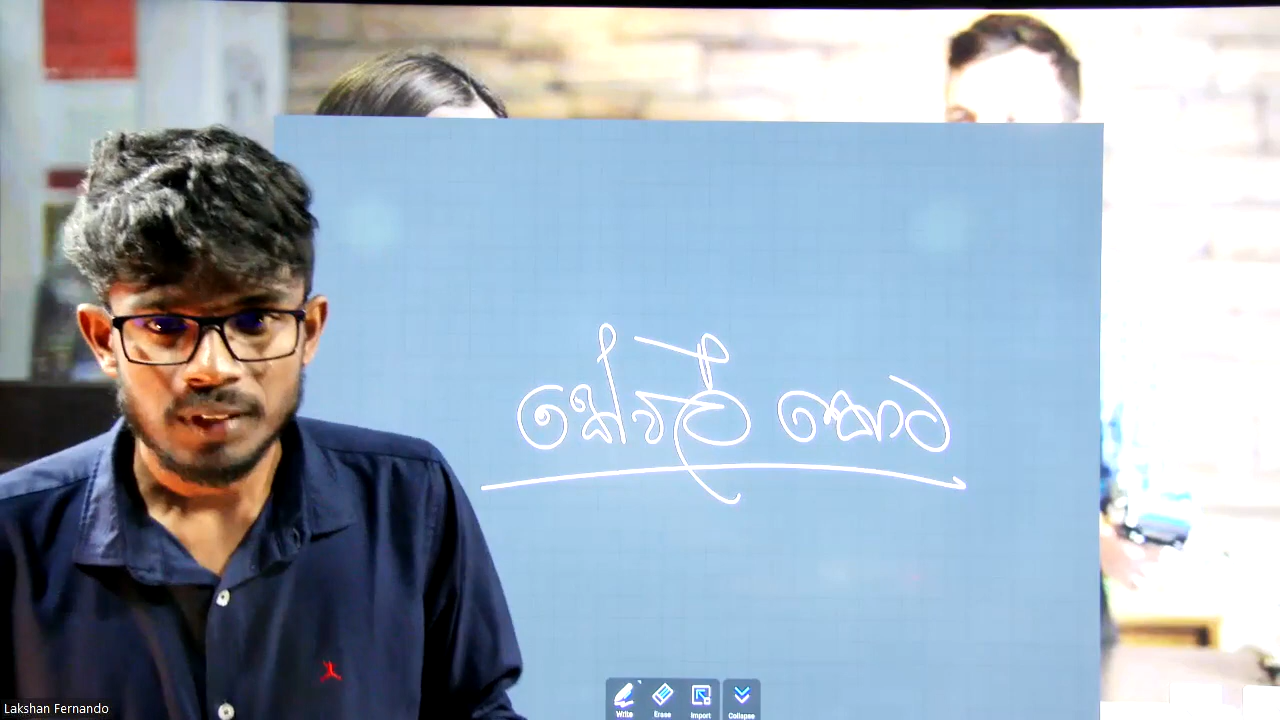 කේවල් කොට
Write
Erase
Import
Collapse
Lakshan Fernando